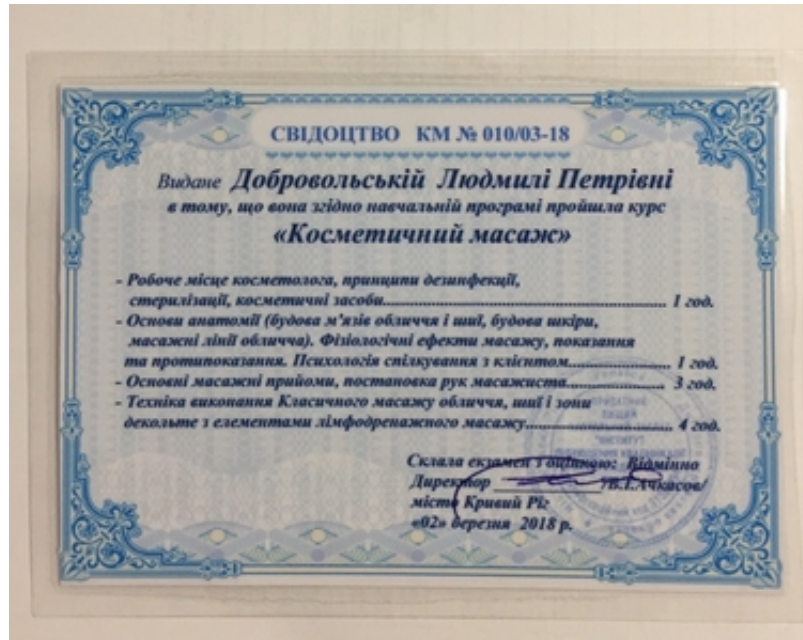 СВІДОЦТВО КМ № 010/03-18
Видане Добровольській Людмилі Петрівні
в тому, що вона згідно навчальній програмі пройшла курс
«Косметичний масаж»
- Робоче місце косметолога, принципи дезинфекції,
стерилізації, косметичні засоби.......................................................... 1 год.
- Основи анатомії (будова м'язів обличчя і шиї, будова шкіри,
масажні лінії обличча). Фізіологічні ефекти масажу, показання
та протипоказання. Психологія спілкування з клієнтом................... 1 год.
- Основні масажні прийоми, постановка рук масажиста.................... 3 год.
- Техніка виконання Класичного масажу обличчя, шиї і зони
декольте з елементами лімфодренажного масажу............................ 4 год.
Склала екзамен з оцінкою: Відмінно
Директор ____________ /В.І.Ачкасов/
місто Кривий Ріг
«02» березня 2018 р.